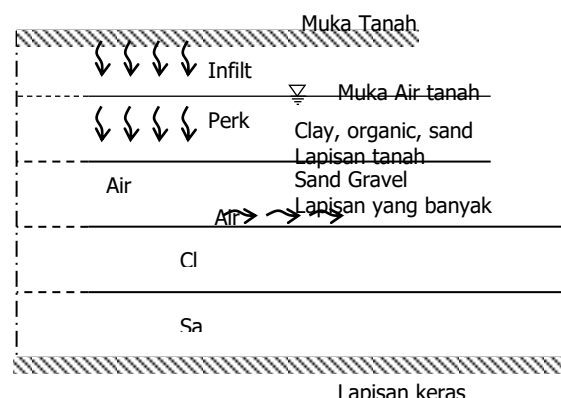 Muka Tanah
Infilt
Muka Air tanah
Perk
Clay, organic, sand
Lapisan tanah
Air
Sand Gravel
Lapisan yang banyak
Air
Cl
Sa
Lapisan keras